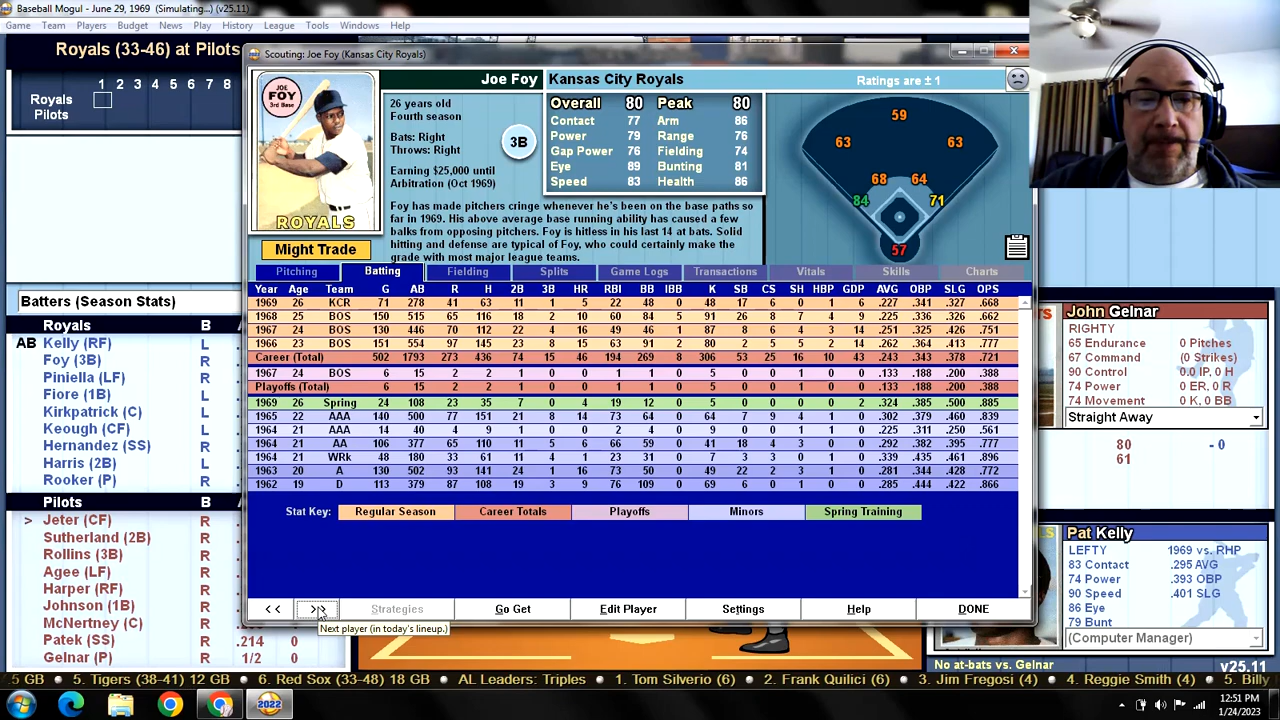 Baseball Mogul - June 29, 1969 (Simulating...) (v25.11)
Game Team Players Budget News Play History League Tools Windows Help
Royals (33-46) at Pilots
1 2 3 4 5 6 7 8
Royals
Pilots
Batters (Season Stats)
Royals B
AB Kelly (RF) L
Foy (3B) R
Piniella (LF) R
Fiore (1B) L
Kirkpatrick (C) L
Keough (CF) L
Hernandez (SS) R
Harris (2B) L
Rooker (P) L
Pilots B
> Jeter (CF) R
Sutherland (2B) R
Rollins (3B) R
Agee (LF) R
Harper (RF) R
Johnson (1B) R
McNertney (C) R
Patek (SS) R .214 0
Gelnar (P) R 1/2 0
Scouting: Joe Foy (Kansas City Royals)
JOE
FOY
3rd Base
ROYALS
Might Trade
Joe Foy
26 years old
Fourth season
Bats: Right
Throws: Right
Earning $25,000 until
Arbitration (Oct 1969)
3B
Kansas City Royals
Ratings are ± 1
Overall 80 Peak 80
Contact 77 Arm 86
Power 79 Range 76
Gap Power 76 Fielding 74
Eye 89 Bunting 81
Speed 83 Health 86
59
63 63
68 64
84 71
57
Foy has made pitchers cringe whenever he's been on the base paths so
far in 1969. His above average base running ability has caused a few
balks from opposing pitchers. Foy is hitless in his last 14 at bats. Solid
hitting and defense are typical of Foy, who could certainly make the
grade with most major league teams.
Pitching Batting Fielding Splits Game Logs Transactions Vitals Skills Charts
Year Age Team G AB R H 2B 3B HR RBI BB IBB K SB CS SH HBP GDP AVG OBP SLG OPS
1969 26 KCR 71 278 41 63 11 1 5 22 48 0 48 17 6 0 1 6 .227 .341 .327 .668
1968 25 BOS 150 515 65 116 18 2 10 60 84 5 91 26 8 7 4 9 .225 .336 .326 .662
1967 24 BOS 130 446 70 112 22 4 16 49 46 1 87 8 6 4 3 14 .251 .325 .426 .751
1966 23 BOS 151 554 97 145 23 8 15 63 91 2 80 2 5 5 2 14 .262 .364 .413 .777
Career (Total) 502 1793 273 436 74 15 46 194 269 8 306 53 25 16 10 43 .243 .343 .378 .721
1967 24 BOS 6 15 2 2 1 0 0 1 1 0 5 0 0 0 0 0 .133 .188 .200 .388
Playoffs (Total) 6 15 2 2 1 0 0 1 1 0 5 0 0 0 0 0 .133 .188 .200 .388
1969 26 Spring 24 108 23 35 7 0 4 19 12 0 5 0 0 0 0 2 .324 .385 .500 .885
1965 22 AAA 140 500 77 151 21 8 14 73 64 0 64 7 9 4 1 0 .302 .379 .460 .839
1964 21 AAA 14 40 4 9 1 0 0 2 4 0 9 0 1 0 0 0 .225 .311 .250 .561
1964 21 AA 106 377 65 110 11 5 6 66 59 0 41 18 4 3 0 0 .292 .382 .395 .777
1964 21 WRk 48 180 33 61 11 4 1 23 31 0 7 3 3 0 1 0 .339 .435 .461 .896
1963 20 A 130 502 93 141 24 1 16 73 50 0 49 22 2 3 1 0 .281 .344 .428 .772
1962 19 D 113 379 87 108 19 3 9 76 109 0 69 6 0 1 0 0 .285 .444 .422 .866
Stat Key: Regular Season Career Totals Playoffs Minors Spring Training
<< >> Strategies Go Get Edit Player Settings Help DONE
Next player (in today's lineup.)
John Gelnar
RIGHTY
65 Endurance 0 Pitches
67 Command (0 Strikes)
90 Control 0.0 IP, 0 H
74 Power 0 ER, 0 R
74 Movement 0 K, 0 BB
Straight Away
80 - 0
61
Pat Kelly
LEFTY 1969 vs. RHP
83 Contact .295 AVG
74 Power .393 OBP
90 Speed .401 SLG
86 Eye
79 Bunt
(Computer Manager)
No at-bats vs. Gelnar v25.11
.5 GB • 5. Tigers (38-41) 12 GB • 6. Red Sox (33-48) 18 GB • AL Leaders: Triples • 1. Tom Silverio (6) • 2. Frank Quilici (6) • 3. Jim Fregosi (4) • 4. Reggie Smith (4) • 5. Billy
2022
12:51 PM
1/24/2023